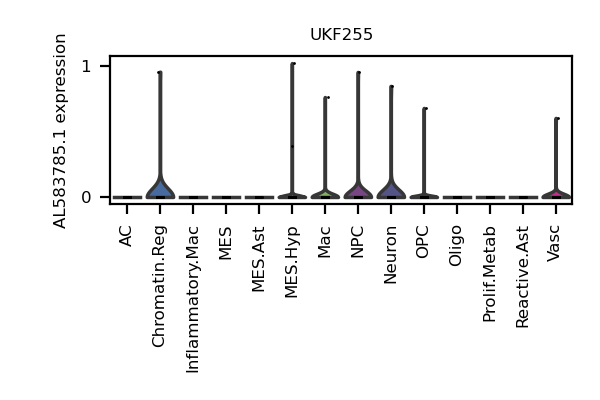 UKF255
AL583785.1 expression
1
0
AC
Chromatin.Reg
Inflammatory.Mac
MES
MES.Ast
MES.Hyp
Mac
NPC
Neuron
OPC
Oligo
Prolif.Metab
Reactive.Ast
Vasc